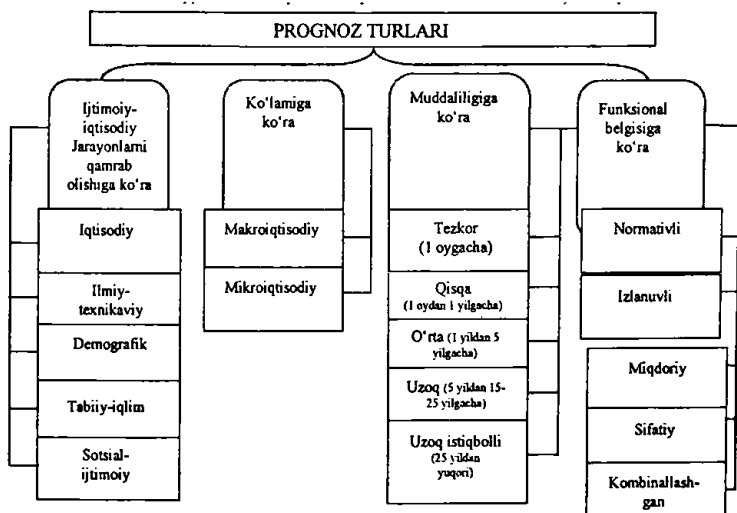 PROGNOZ TURLARI
Ijtimoiy-
iqtisodiy
Jarayonlarni
qamrab
olishiga ko‘ra
Iqtisodiy
Ilmiy-
texnikaviy
Demografik
Tabiiy-iqlim
Sotsial-
ijtimoiy
Ko‘lamiga
ko‘ra
Makroiqtisodiy
Mikroiqtisodiy
Muddaliligiga
ko‘ra
Tezkor
(1 oygacha)
Qisqa
(1 oydan 1 yilgacha)
O‘rta (1 yildan 5
yilgacha)
Uzoq (5 yildan 15-
25 yilgacha)
Uzoq istiqbolli
(25 yildan
yuqori)
Funksional
belgisiga
ko‘ra
Normativli
Izlanuvli
Miqdoriy
Sifatiy
Kombinallash-
gan